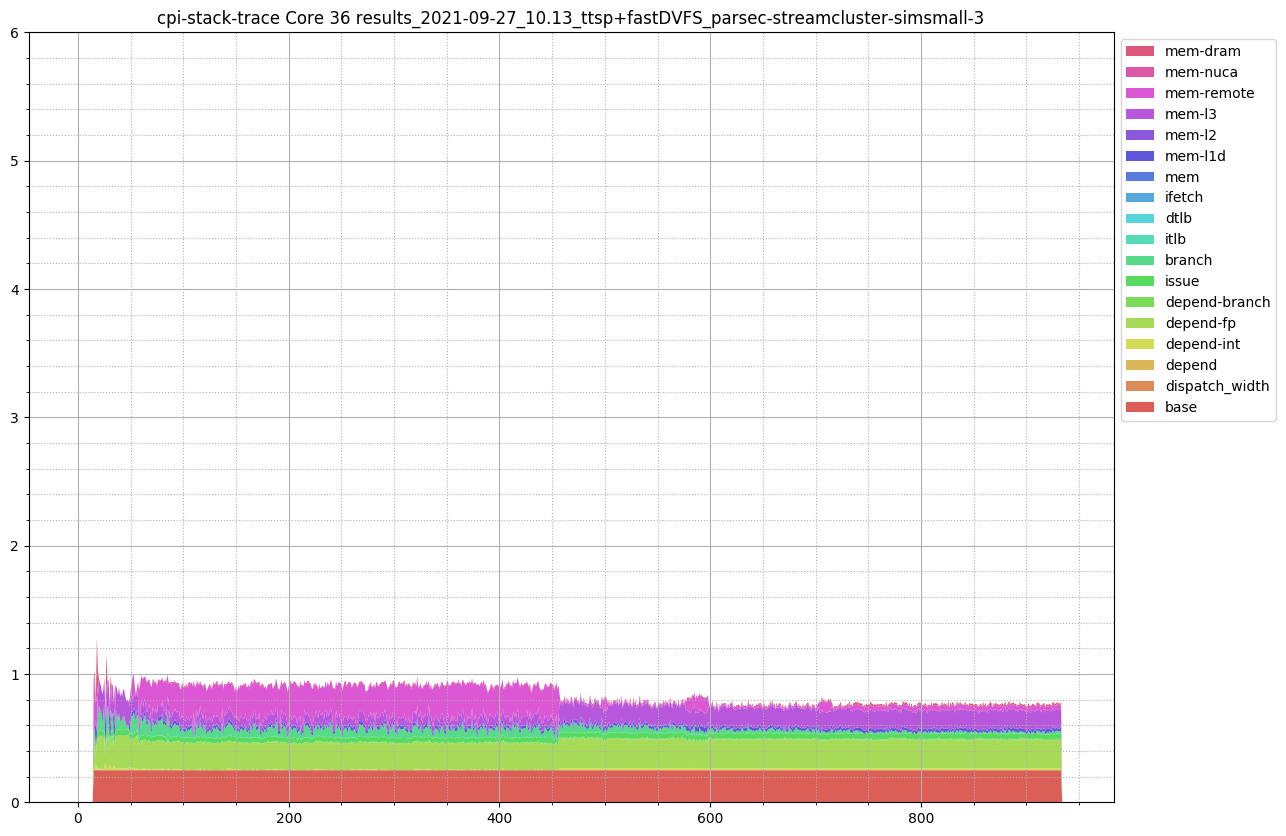 cpi-stack-trace Core 36 results_2021-09-27_10.13_ttsp+fastDVFS_parsec-streamcluster-simsmall-3
6
5
4
3
2
1
0
0 200 400 600 800
mem-dram
mem-nuca
mem-remote
mem-l3
mem-l2
mem-l1d
mem
ifetch
dtlb
itlb
branch
issue
depend-branch
depend-fp
depend-int
depend
dispatch_width
base